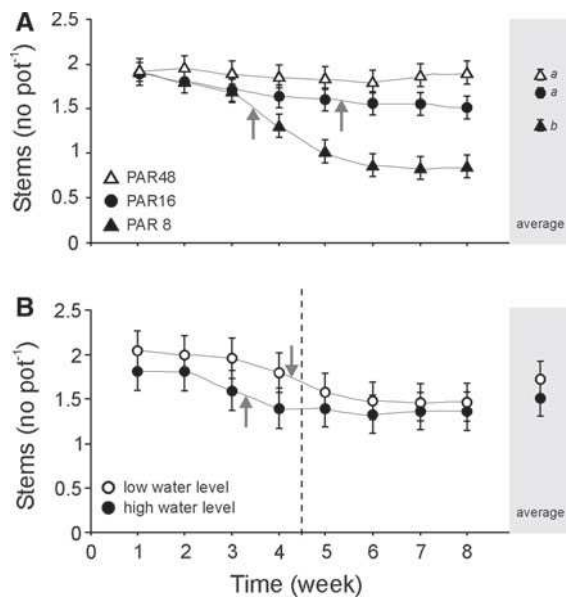 A
Stems (no pot⁻¹)
2.5
2
1.5
1
0.5
0
△ PAR48
● PAR16
▲ PAR 8
a
a
b
average
B
Stems (no pot⁻¹)
2.5
2
1.5
1
0.5
0
○ low water level
● high water level
average
0 1 2 3 4 5 6 7 8
Time (week)